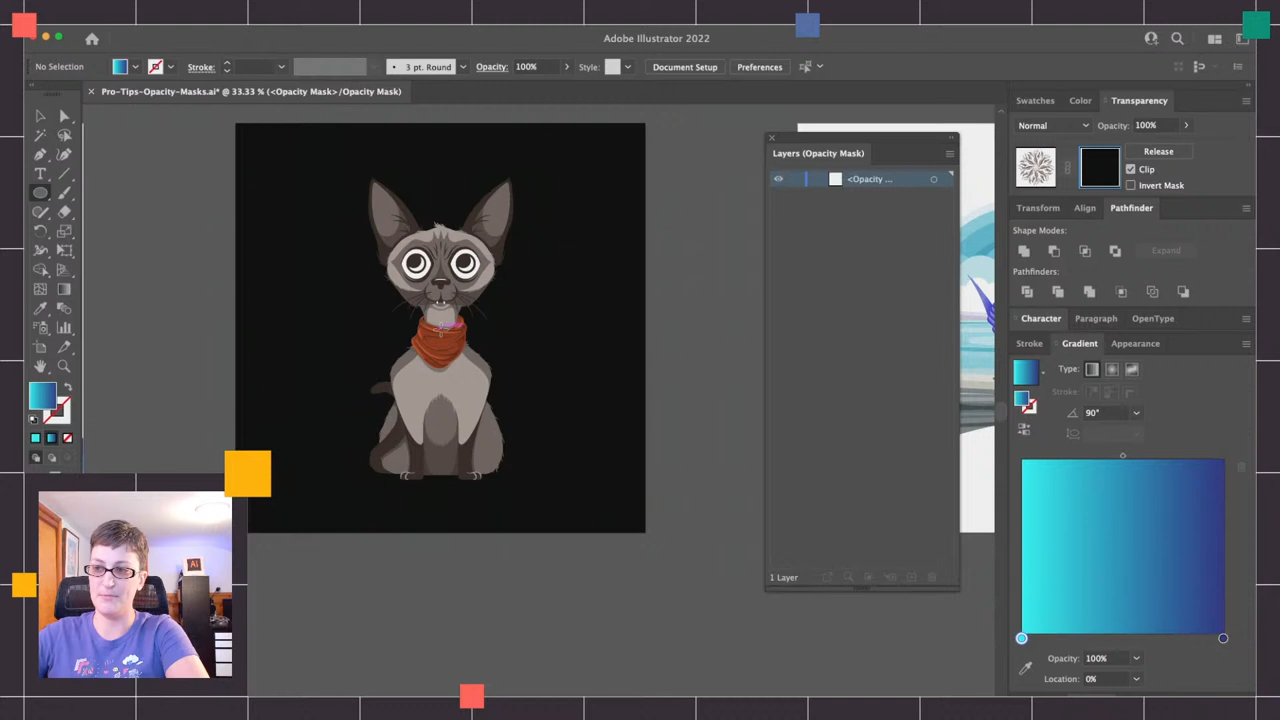 Adobe Illustrator 2022
No Selection
Stroke:
3 pt. Round
Opacity: 100%
Style:
Document Setup
Preferences
Pro-Tips-Opacity-Masks.ai* @ 33.33 % (<Opacity Mask>/Opacity Mask)
Layers (Opacity Mask)
<Opacity ...
1 Layer
Swatches
Color
Transparency
Normal
Opacity: 100%
Release
Clip
Invert Mask
Transform
Align
Pathfinder
Shape Modes:
Expand
Pathfinders:
Character
Paragraph
OpenType
Stroke
Gradient
Appearance
Type:
Stroke:
90°
Opacity: 100%
Location: 0%
Ai